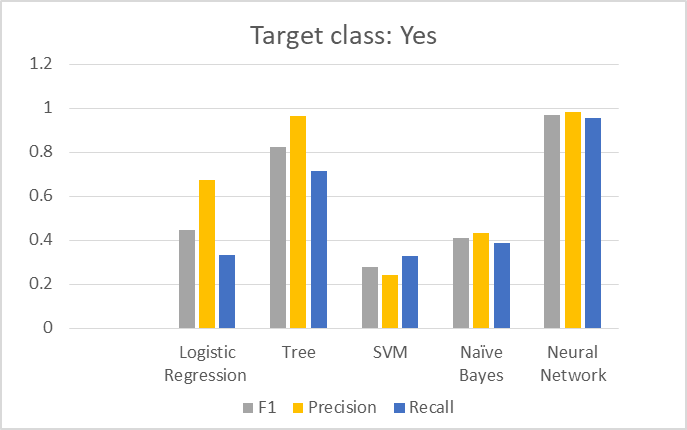 Target class: Yes
1.2
1
0.8
0.6
0.4
0.2
0
Logistic
Regression
Tree
SVM
Naïve
Bayes
Neural
Network
F1 Precision Recall